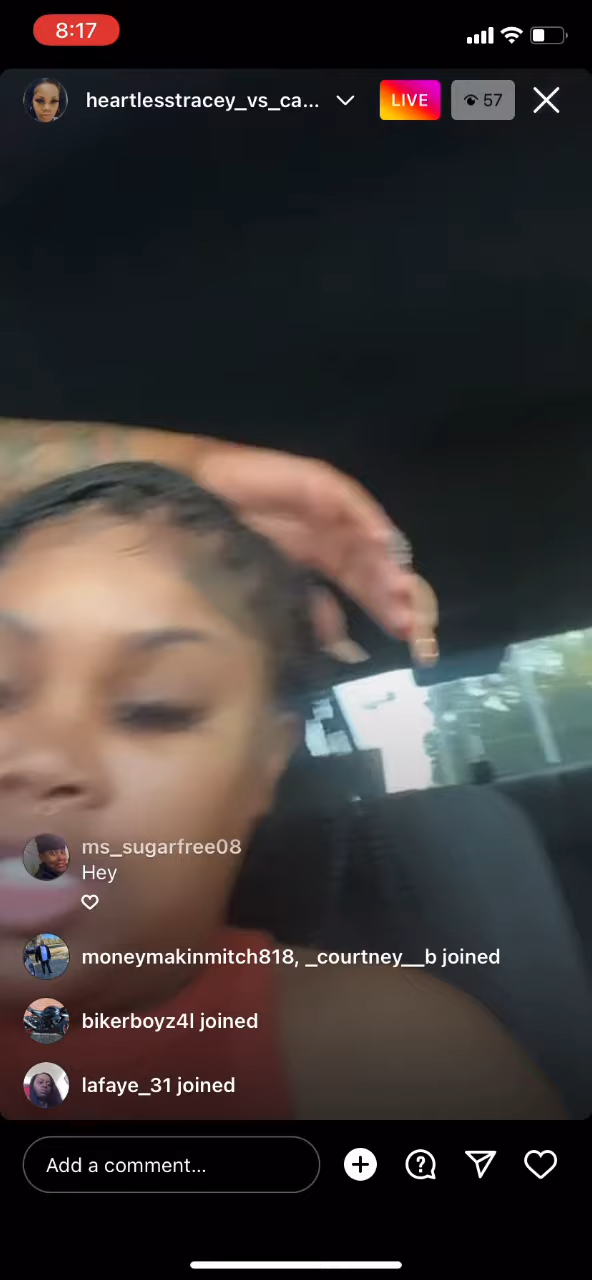 8:17
heartlesstracey_vs_ca...
LIVE
57
ms_sugarfree08
Hey
moneymakinmitch818, _courtney__b joined
bikerboyz4l joined
lafaye_31 joined
Add a comment...